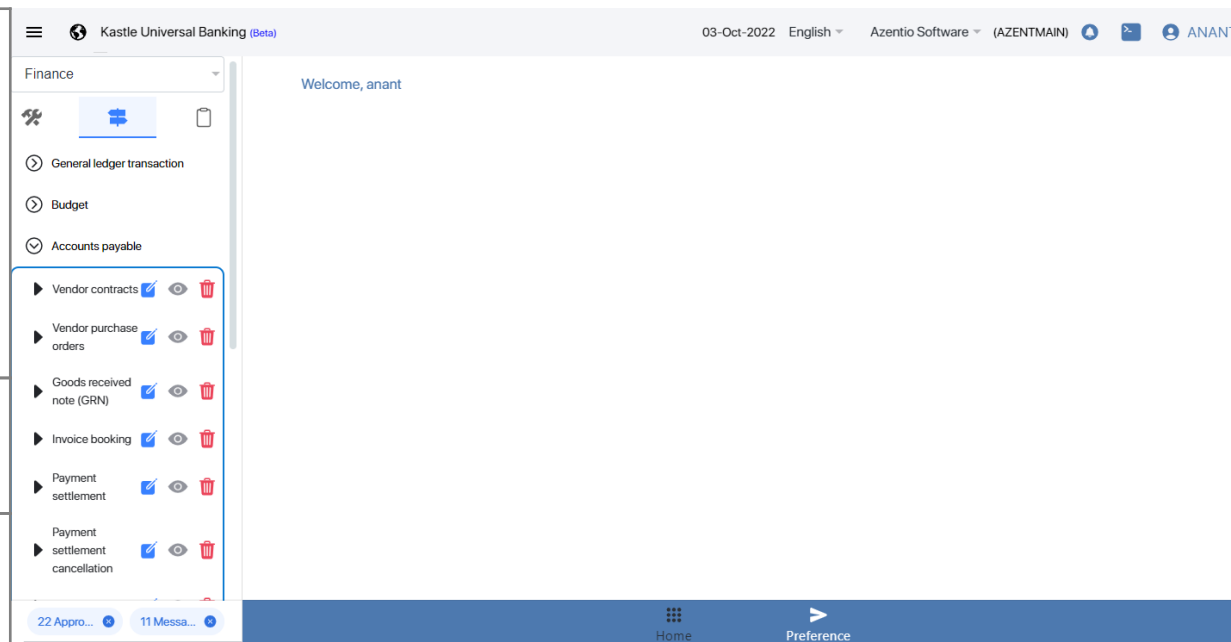 Kastle Universal Banking (Beta)
03-Oct-2022 English Azentio Software (AZENTMAIN) ANANT
Finance
Welcome, anant
General ledger transaction
Budget
Accounts payable
Vendor contracts
Vendor purchase
orders
Goods received
note (GRN)
Invoice booking
Payment
settlement
Payment
settlement
cancellation
22 Appro... 11 Messa...
Home Preference